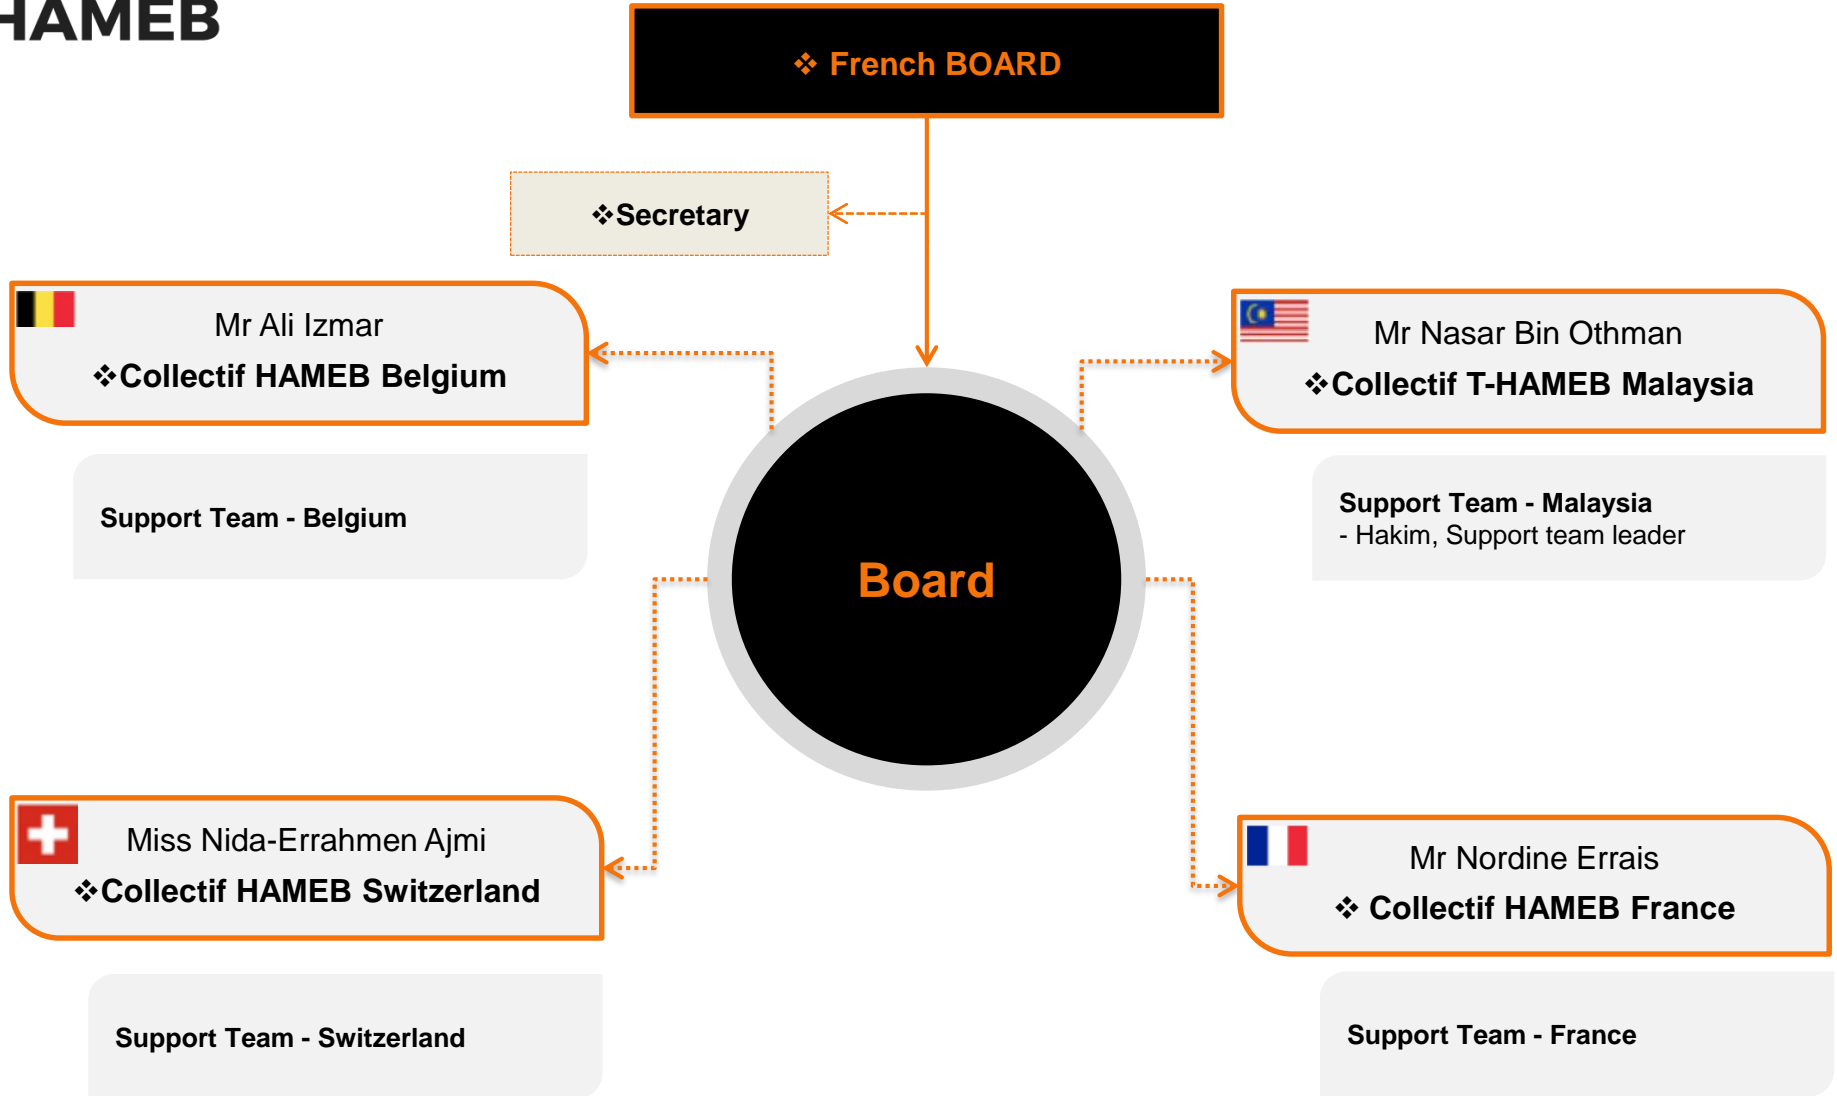 HAMEB
❖ French BOARD
❖Secretary
Mr Ali Izmar
❖Collectif HAMEB Belgium
Support Team - Belgium
Mr Nasar Bin Othman
❖Collectif T-HAMEB Malaysia
Support Team - Malaysia
- Hakim, Support team leader
Board
Miss Nida-Errahmen Ajmi
❖Collectif HAMEB Switzerland
Support Team - Switzerland
Mr Nordine Errais
❖ Collectif HAMEB France
Support Team - France